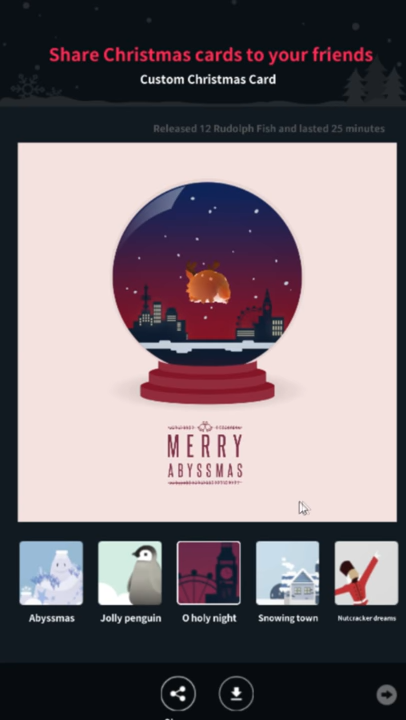 Share Christmas cards to your friends
Custom Christmas Card
Released 12 Rudolph Fish and lasted 25 minutes
MERRY
ABYSSMAS
Abyssmas
Jolly penguin
O holy night
Snowing town
Nutcracker dreams